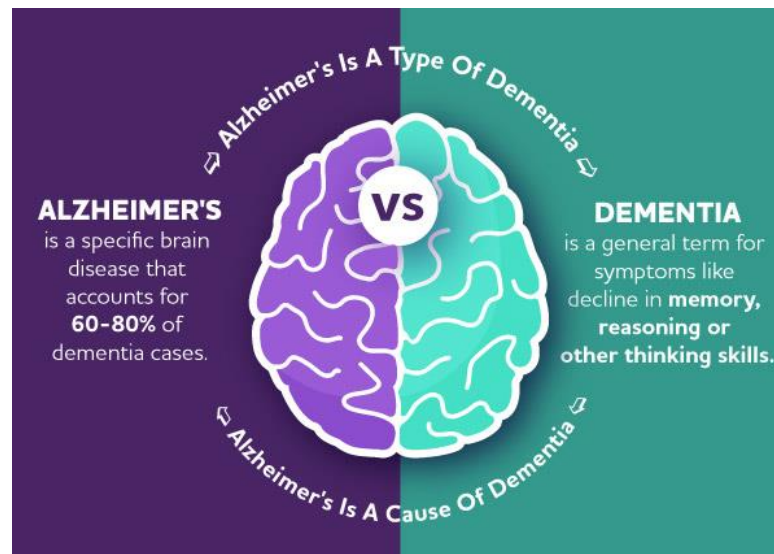 Alzheimer's Is A Type Of Dementia
ALZHEIMER'S
is a specific brain
disease that
accounts for
60-80% of
dementia cases.
VS
DEMENTIA
is a general term for
symptoms like
decline in memory,
reasoning or
other thinking skills.
Alzheimer's Is A Cause Of Dementia